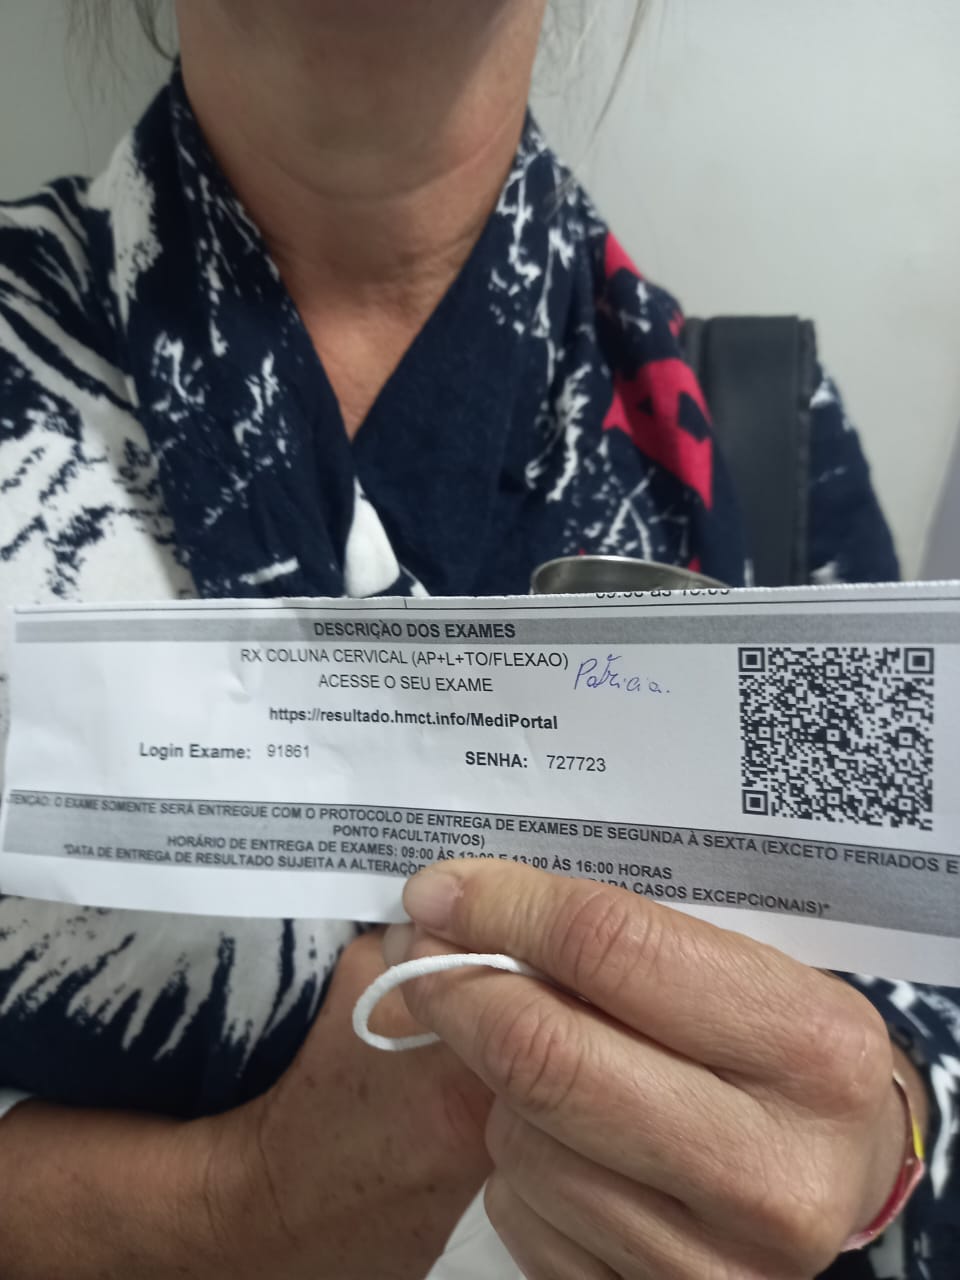 DESCRIÇÃO DOS EXAMES
RX COLUNA CERVICAL (AP+L+TO/FLEXAO)
Patricia.
ACESSE O SEU EXAME
https://resultado.hmct.info/MediPortal
Login Exame: 91861 SENHA: 727723
ATENÇAO: O EXAME SOMENTE SERÁ ENTREGUE COM O PROTOCOLO DE ENTREGA DE EXAMES DE SEGUNDA À SEXTA (EXCETO FERIADOS E
PONTO FACULTATIVOS)
HORÁRIO DE ENTREGA DE EXAMES: 09:00 ÀS 12:00 E 13:00 ÀS 16:00 HORAS
*DATA DE ENTREGA DE RESULTADO SUJEITA A CASOS EXCEPCIONAIS)*